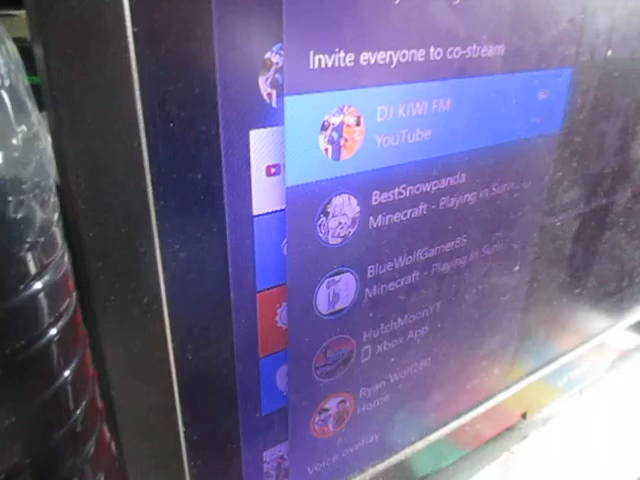 Invite everyone to co-stream
DJ KIWI FM
YouTube
BestSnowpanda
Minecraft - Playing in
BlueWolfGamer85
Minecraft - Playing in
HutchMoonYT
Xbox App
Home
Voice overlay